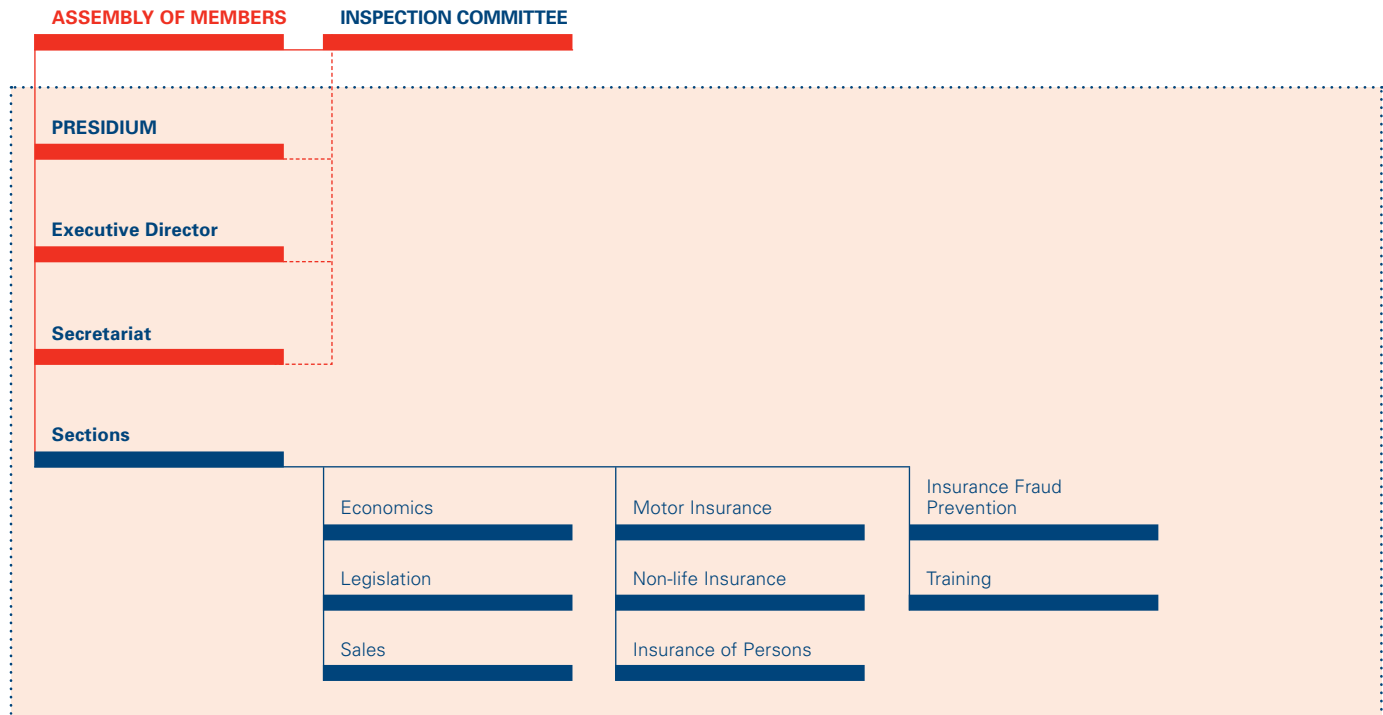 ASSEMBLY OF MEMBERS
INSPECTION COMMITTEE
PRESIDIUM
Executive Director
Secretariat
Sections
Economics
Legislation
Sales
Motor Insurance
Non-life Insurance
Insurance of Persons
Insurance Fraud
Prevention
Training